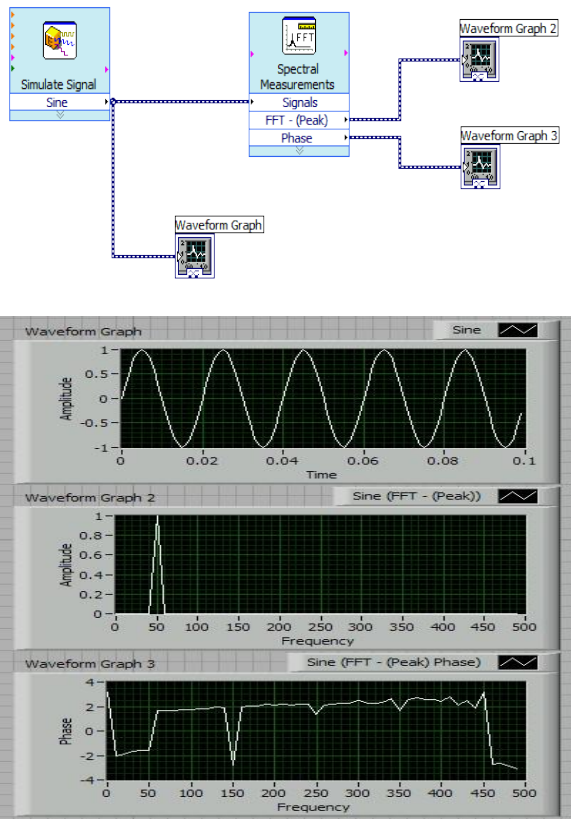 Simulate Signal
Sine
FFT
Spectral
Measurements
Signals
FFT - (Peak)
Phase
Waveform Graph 2
Waveform Graph 3
Waveform Graph
Waveform Graph Sine
Amplitude
1
0.5
0
-0.5
-1
0 0.02 0.04 0.06 0.08 0.1
Time
Waveform Graph 2 Sine (FFT - (Peak))
Amplitude
1
0.8
0.6
0.4
0.2
0
0 50 100 150 200 250 300 350 400 450 500
Frequency
Waveform Graph 3 Sine (FFT - (Peak) Phase)
Phase
4
2
0
-2
-4
0 50 100 150 200 250 300 350 400 450 500
Frequency